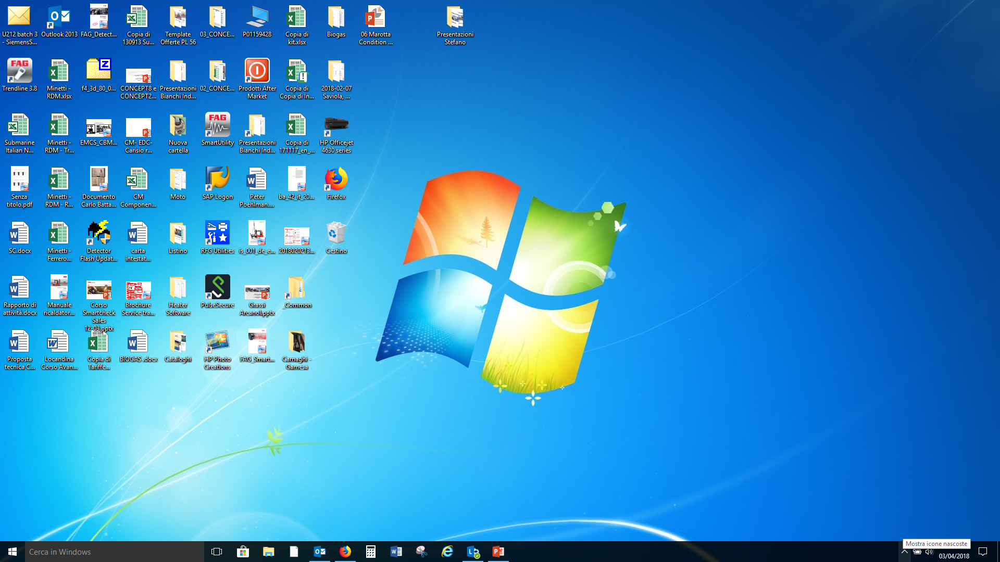 U212 batch 3
- SiemensS...
Outlook 2013
FAG_Detect...
Copia di
130913 Su...
Template
Offerte PL 56
03_CONCE...
P01159428
Copia di
kit.xlsx
Biogas
06 Marotta
Condition ...
Presentazioni
Stefano
FAG
Trendline 3.8
Minetti -
RDM.xlsx
f4_3d_80_0...
CONCEPT8 e
CONCEPT2...
Presentazioni
Bianchi Ind...
02_CONCE...
Prodotti After
Market
Copia di
Copia di In...
2018-02-07
Saviola, ...
Submarine
Italian N...
Minetti -
RDM - Tr...
EMCS_CBM...
CM- EDC-
Carisio r...
Nuova
cartella
FAG
SmartUtility
Presentazioni
Bianchi Ind...
Copia di
171117_en_...
HP Officejet
4630 series
Senza
titolo.pdf
Minetti -
RDM - R...
Documento
Carlo Batta...
CM
Componen...
Moto
SAP Logon
Peter
Poehlman....
ba_42_it_20...
Firefox
SC.docx
Minetti -
Ferrero...
Detector
Flash Updat...
carta
intestat...
Listino
RFG Utilities
is_001_de_e...
2018020213...
Cestino
Rapporto di
attività.docx
Manuale
ricaldator...
Corso
Smartcheck
Sales
12-03.pptx
Brochure
Service tra...
Heater
Software
PulseSecure
Grassi
Arcanol.pptx
_Common
Proposta
tecnica C...
Locandina
Corso Avan...
Copia di
Tariffe...
BIOGAS .docx
Cataloghi
HP Photo
Creations
FAG_Smart...
Carnaghi -
Gamesa
Cerca in Windows
Mostra icone nascoste
03/04/2018